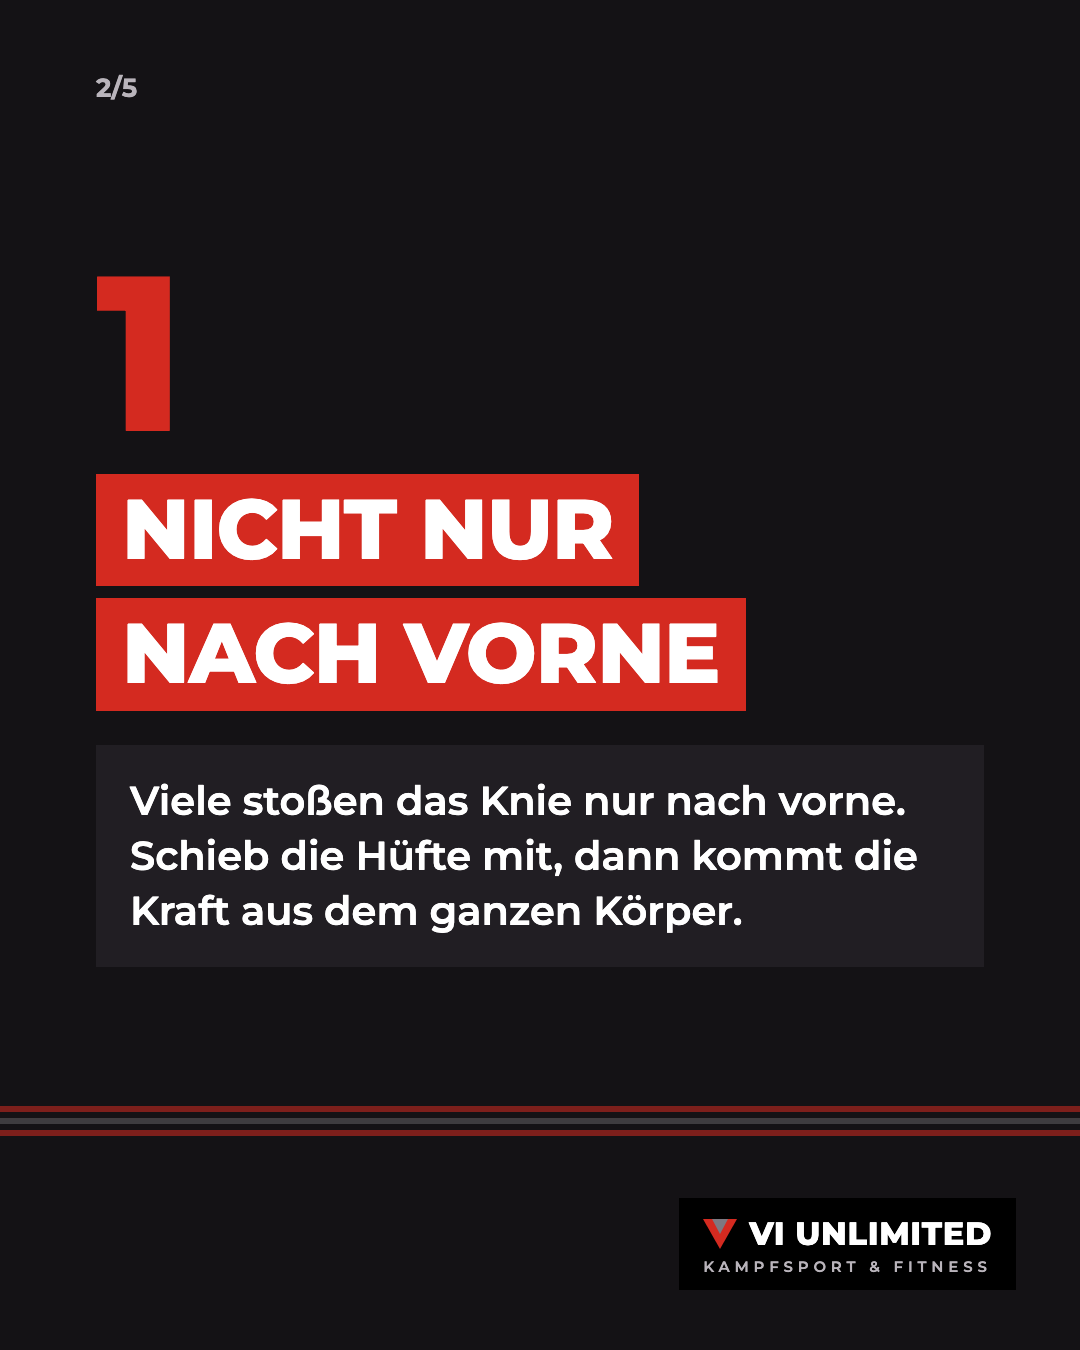 2/5
1
NICHT NUR
NACH VORNE
Viele stoßen das Knie nur nach vorne.
Schieb die Hüfte mit, dann kommt die
Kraft aus dem ganzen Körper.
VI UNLIMITED
KAMPFSPORT & FITNESS